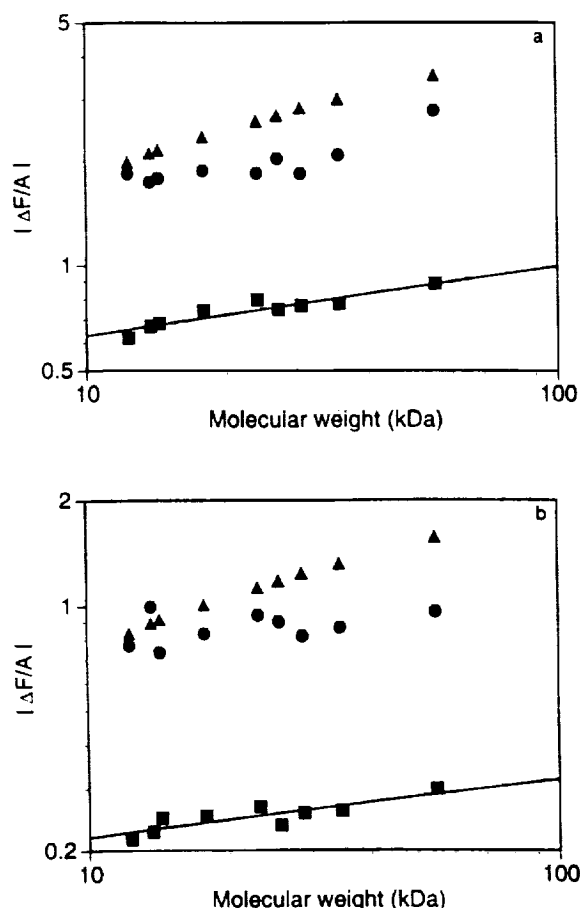 5
a
| ΔF/A |
1
0.5
10
100
Molecular weight (kDa)
2
b
| ΔF/A |
1
0.2
10
100
Molecular weight (kDa)